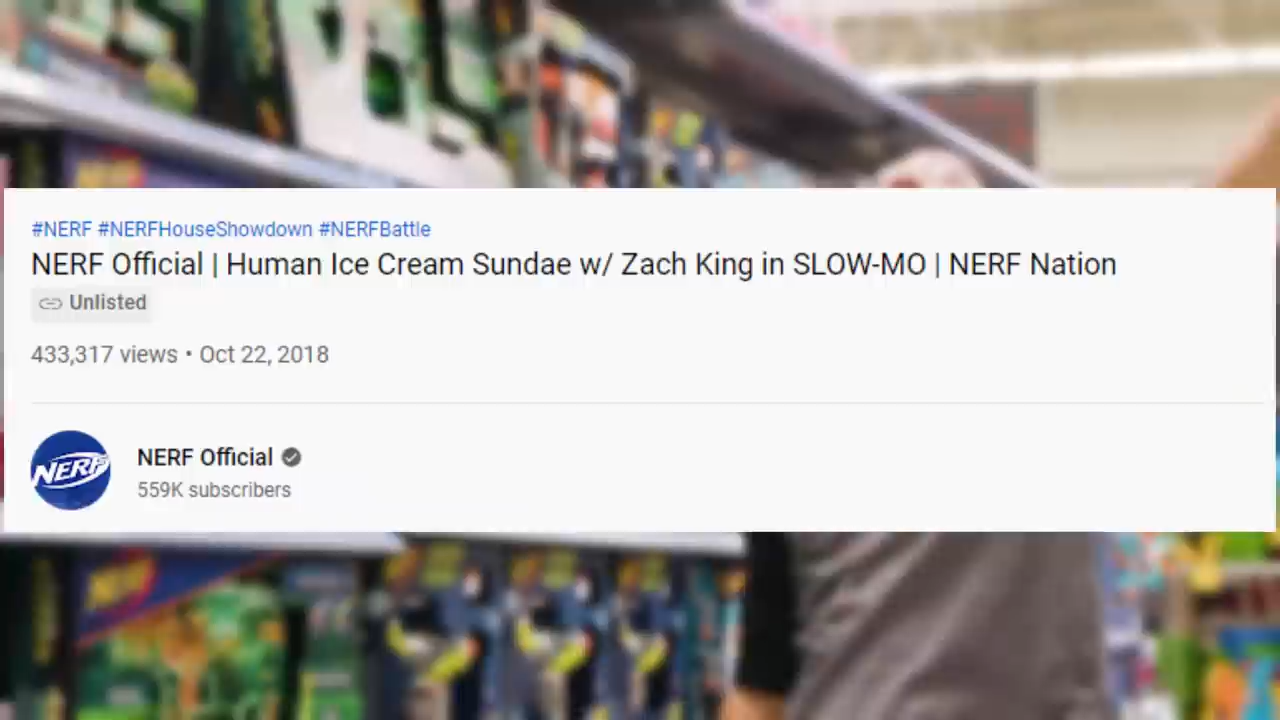 #NERF #NERFHouseShowdown #NERFBattle
NERF Official | Human Ice Cream Sundae w/ Zach King in SLOW-MO | NERF Nation
Unlisted
433,317 views • Oct 22, 2018
NERF
NERF Official
559K subscribers